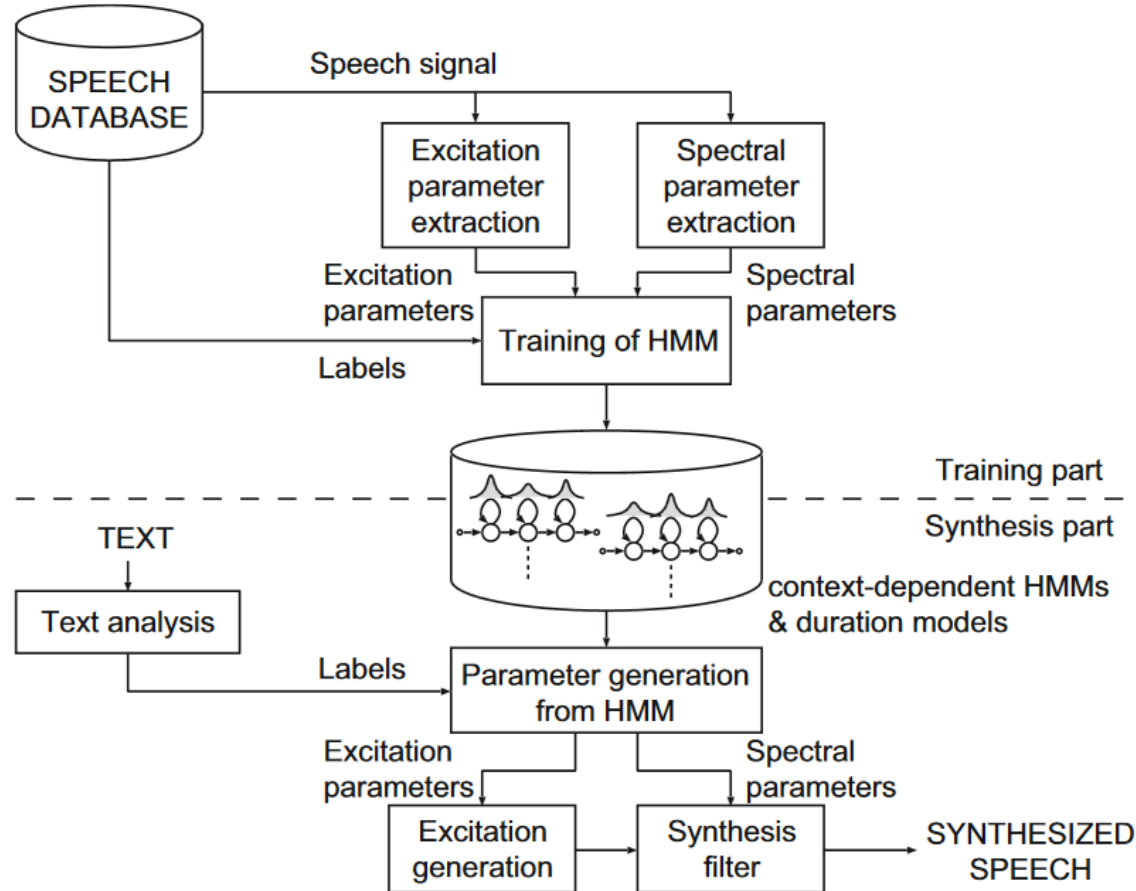 SPEECH
DATABASE
Speech signal
Excitation
parameter
extraction
Spectral
parameter
extraction
Excitation
parameters
Spectral
parameters
Training of HMM
Labels
Training part
Synthesis part
TEXT
context-dependent HMMs
& duration models
Text analysis
Labels
Parameter generation
from HMM
Excitation
parameters
Spectral
parameters
Excitation
generation
Synthesis
filter
SYNTHESIZED
SPEECH